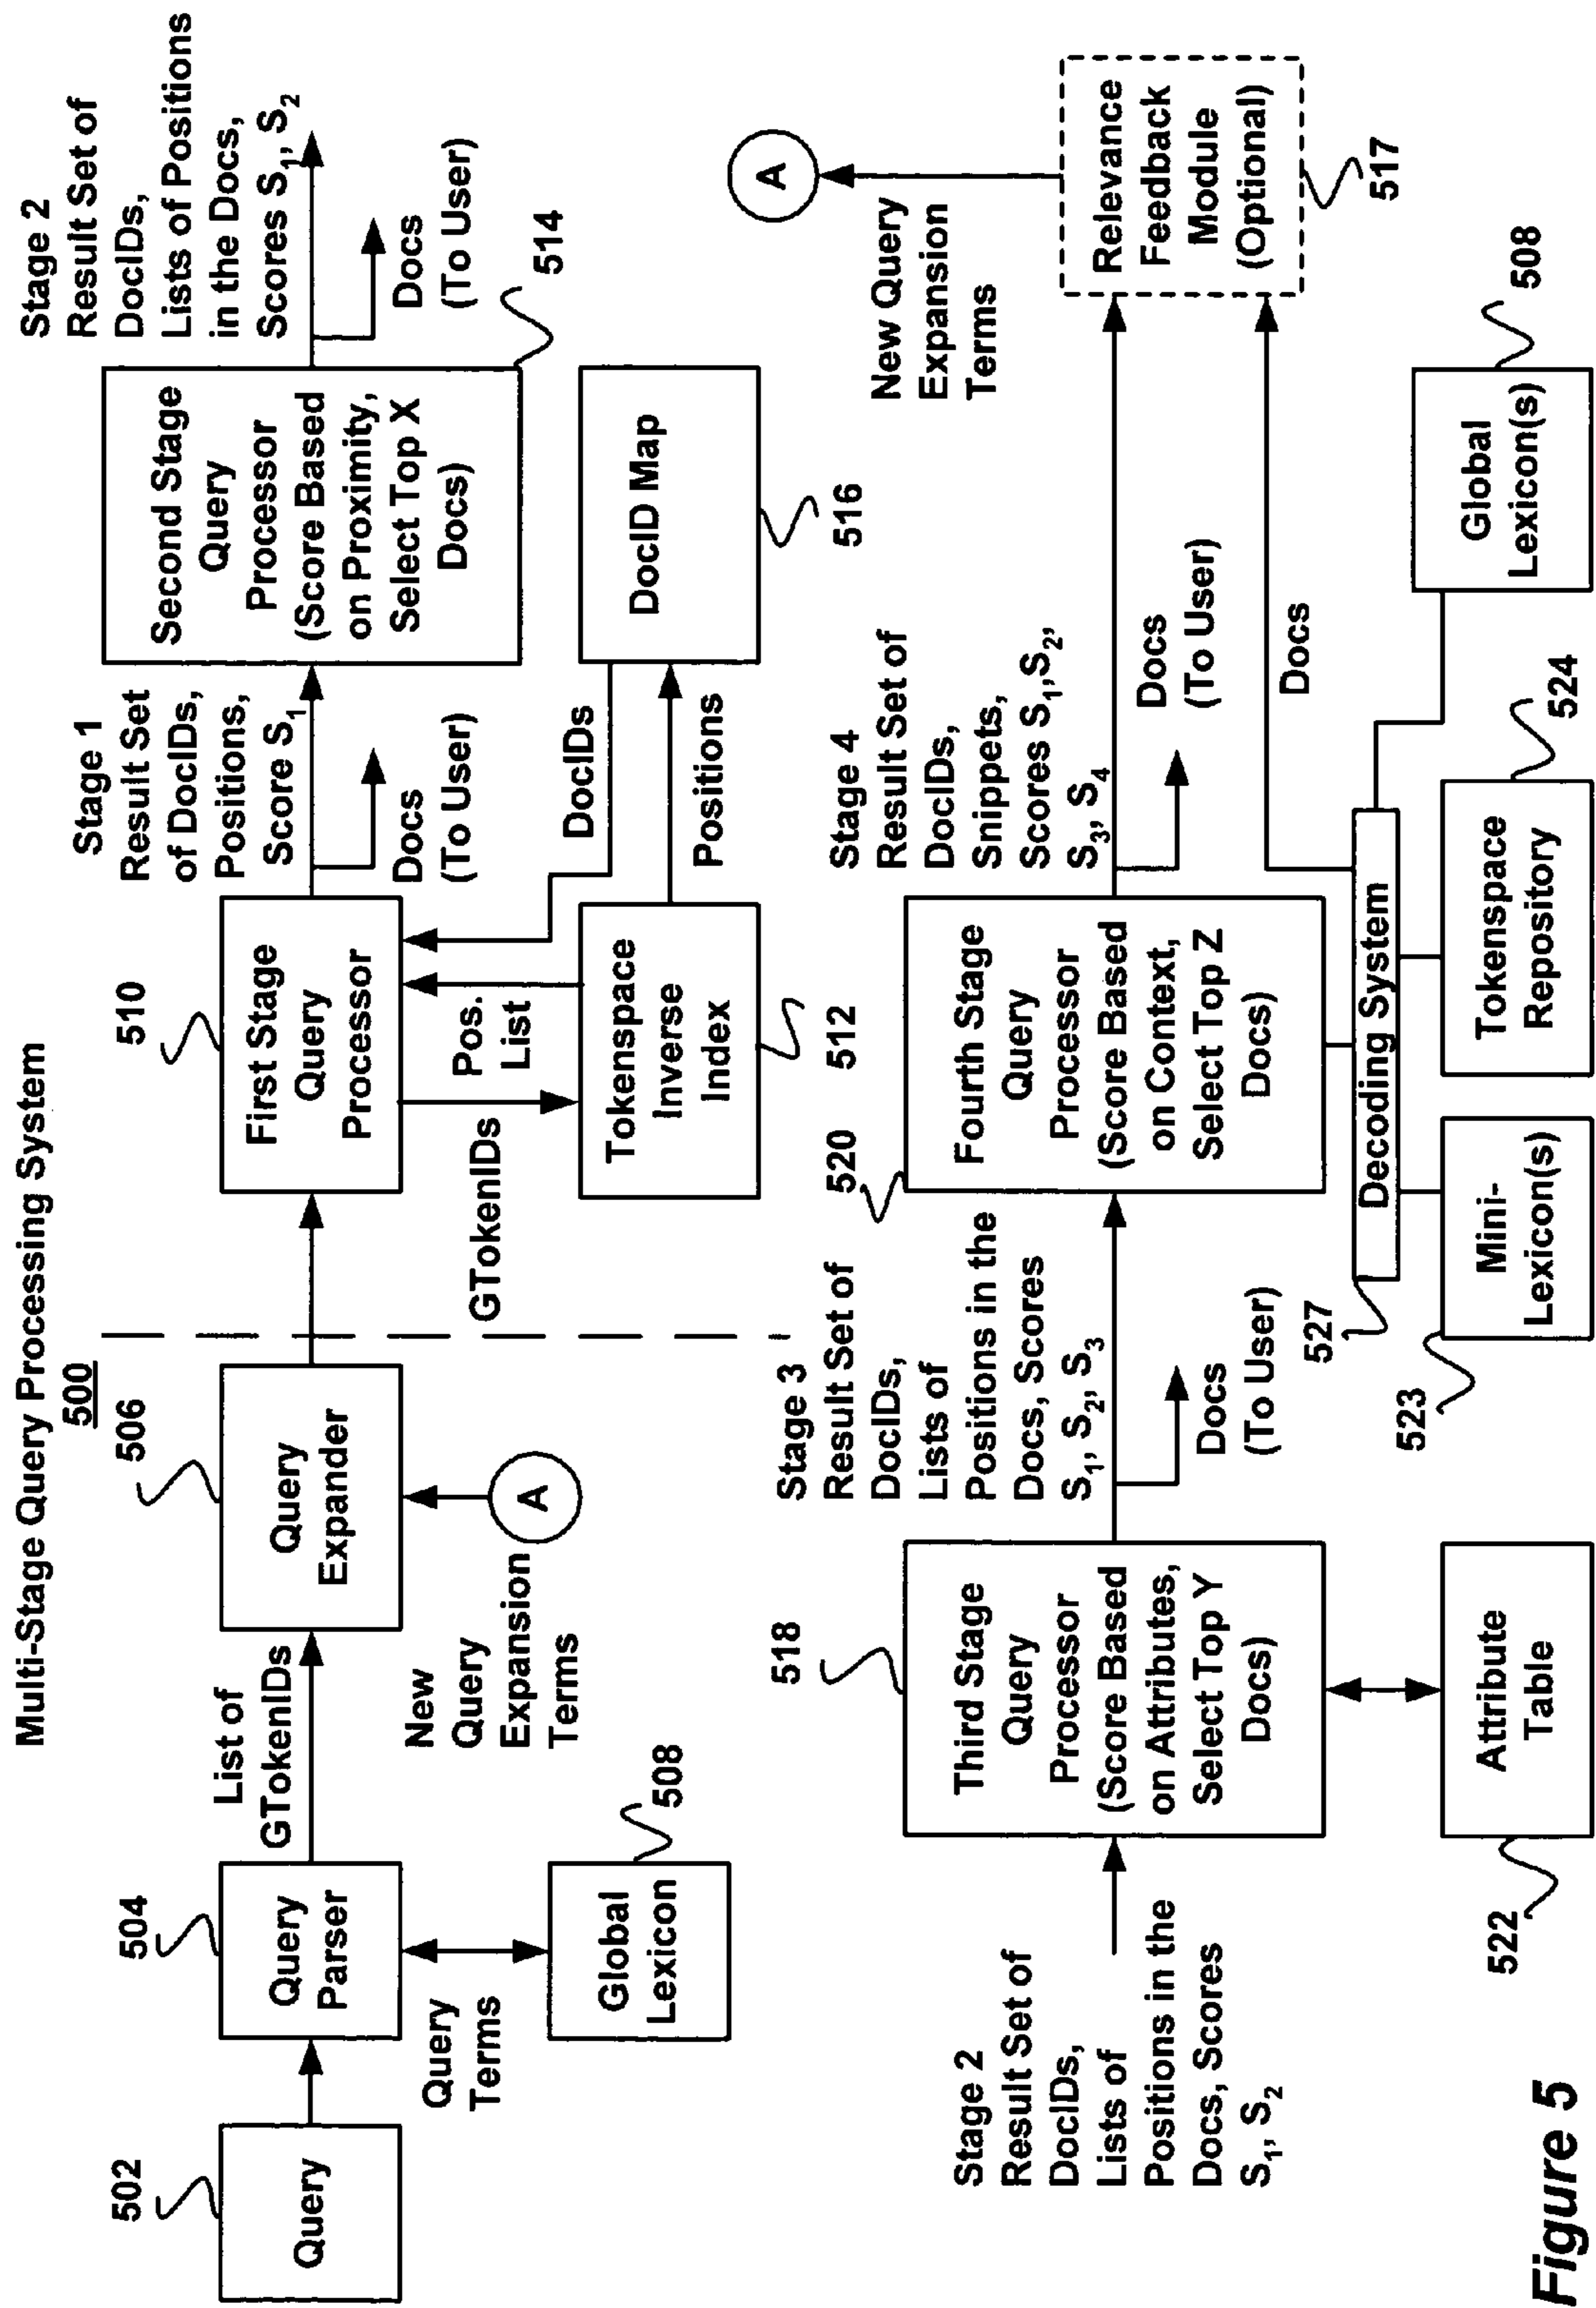 Multi-Stage Query Processing System
500
502
Query
504
Query
Parser
Query
Terms
Global
Lexicon
508
List of
GTokenIDs
506
Query
Expander
New
Query
Expansion
Terms
A
510
First Stage
Query
Processor
GTokenIDs
Pos.
List
Tokenspace
Inverse
Index
512
Stage 1
Result Set
of DocIDs,
Positions,
Score S1
Docs
(To User)
DocIDs
Positions
Second Stage
Query
Processor
(Score Based
on Proximity,
Select Top X
Docs)
514
DocID Map
516
Stage 2
Result Set of
DocIDs,
Lists of Positions
in the Docs,
Scores S1, S2
Docs
(To User)
Stage 2
Result Set of
DocIDs,
Lists of
Positions in the
Docs, Scores
S1, S2
518
Third Stage
Query
Processor
(Score Based
on Attributes,
Select Top Y
Docs)
Attribute
Table
522
Stage 3
Result Set of
DocIDs,
Lists of
Positions in the
Docs, Scores
S1, S2, S3
Docs
(To User)
520
Fourth Stage
Query
Processor
(Score Based
on Context,
Select Top Z
Docs)
527
Decoding System
523
Mini-
Lexicon(s)
Tokenspace
Repository
524
Global
Lexicon(s)
508
Stage 4
Result Set of
DocIDs,
Snippets,
Scores S1,S2,
S3, S4
Docs
(To User)
Docs
Relevance
Feedback
Module
(Optional)
517
New Query
Expansion
Terms
A
Figure 5